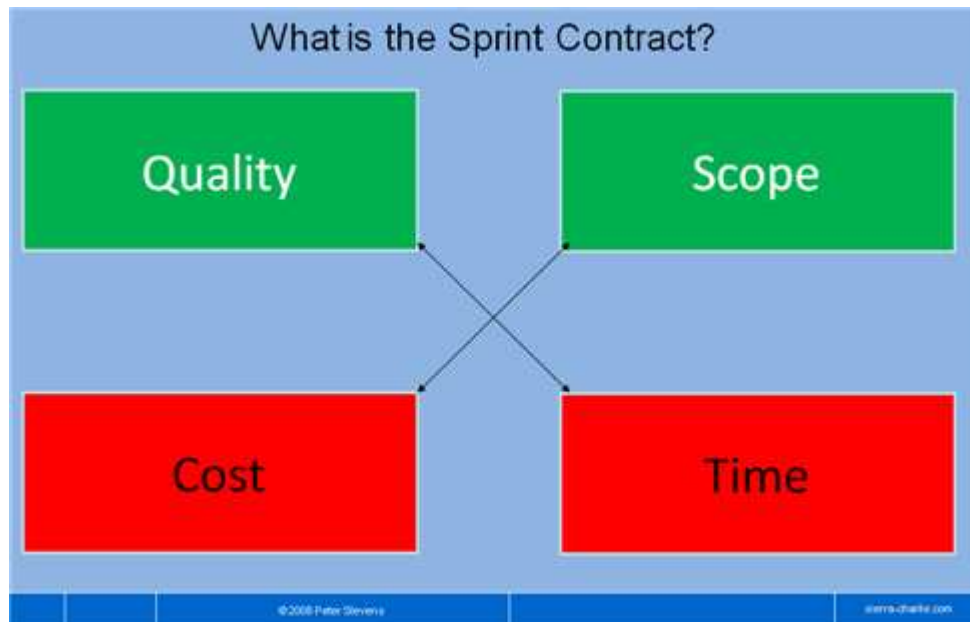 What is the Sprint Contract?
Quality
Scope
Cost
Time
©2008 Peter Stevens
sierra-charlie.com